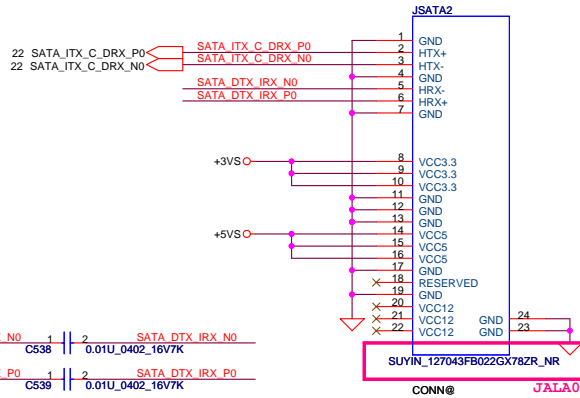 JSATA2
1 GND
22 SATA_ITX_C_DRX_P0 SATA_ITX_C_DRX_P0 2 HTX+
22 SATA_ITX_C_DRX_N0 SATA_ITX_C_DRX_N0 3 HTX-
4 GND
SATA_DTX_IRX_N0 5 HRX-
SATA_DTX_IRX_P0 6 HRX+
7 GND
+3VS 8 VCC3.3
9 VCC3.3
10 VCC3.3
11 GND
12 GND
13 GND
+5VS 14 VCC5
15 VCC5
16 VCC5
17 GND
18 RESERVED
19 GND
20 VCC12
21 VCC12 GND 24
22 VCC12 GND 23
_N0 1 2 SATA_DTX_IRX_N0
C538 0.01U_0402_16V7K
SUYIN_127043FB022GX78ZR_NR
_P0 1 2 SATA_DTX_IRX_P0
C539 0.01U_0402_16V7K
CONN@ JALA0